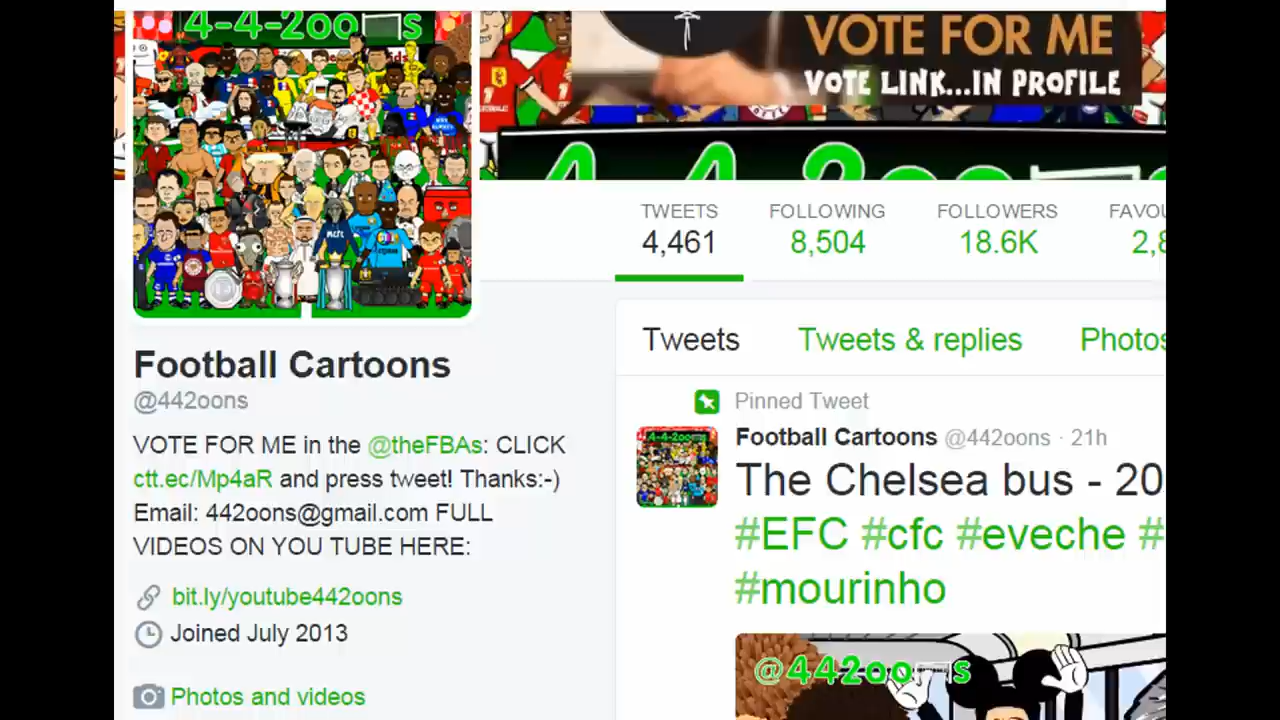 4-4-2oons
VOTE FOR ME
VOTE LINK...IN PROFILE
4-4-2oo
TWEETS FOLLOWING FOLLOWERS FAVOU
4,461 8,504 18.6K 2,8
Tweets Tweets & replies Photos
Football Cartoons
@442oons
VOTE FOR ME in the @theFBAs: CLICK
ctt.ec/Mp4aR and press tweet! Thanks:-)
Email: 442oons@gmail.com FULL
VIDEOS ON YOU TUBE HERE:
bit.ly/youtube442oons
Joined July 2013
Photos and videos
Pinned Tweet
Football Cartoons @442oons · 21h
The Chelsea bus - 20
#EFC #cfc #eveche #
#mourinho
@442oons